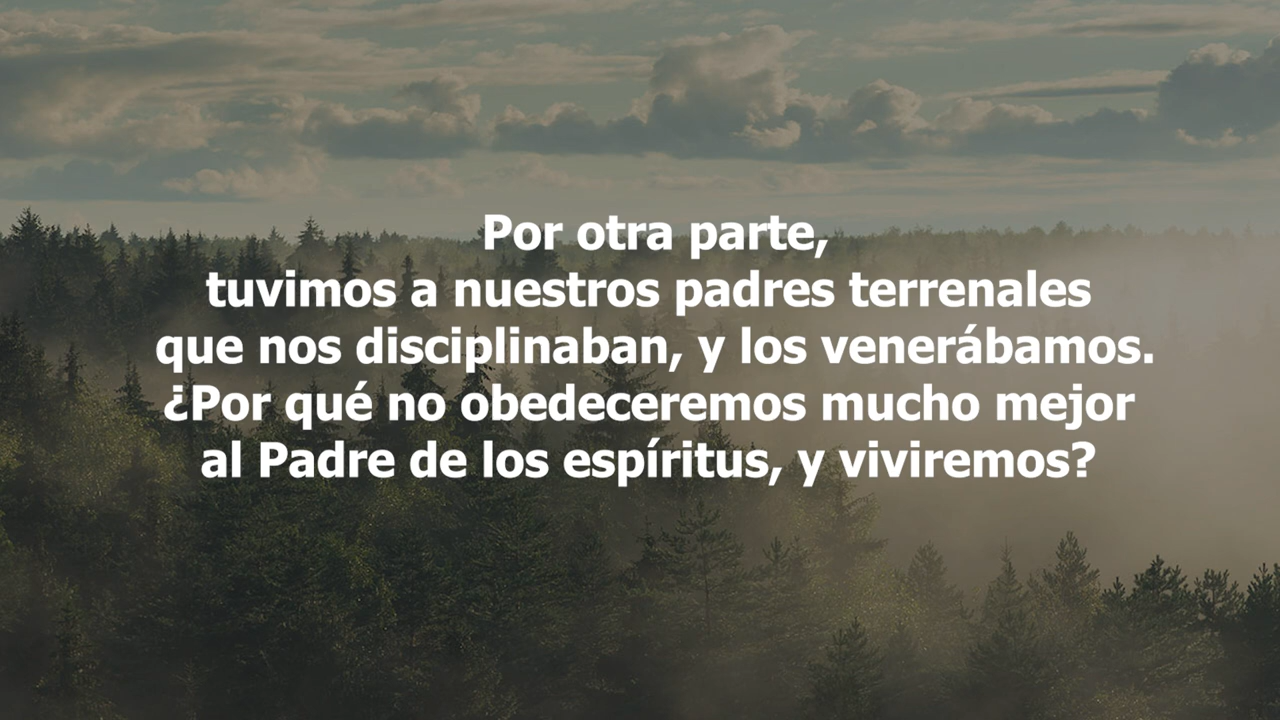 Por otra parte,
tuvimos a nuestros padres terrenales
que nos disciplinaban, y los venerábamos.
¿Por qué no obedeceremos mucho mejor
al Padre de los espíritus, y viviremos?